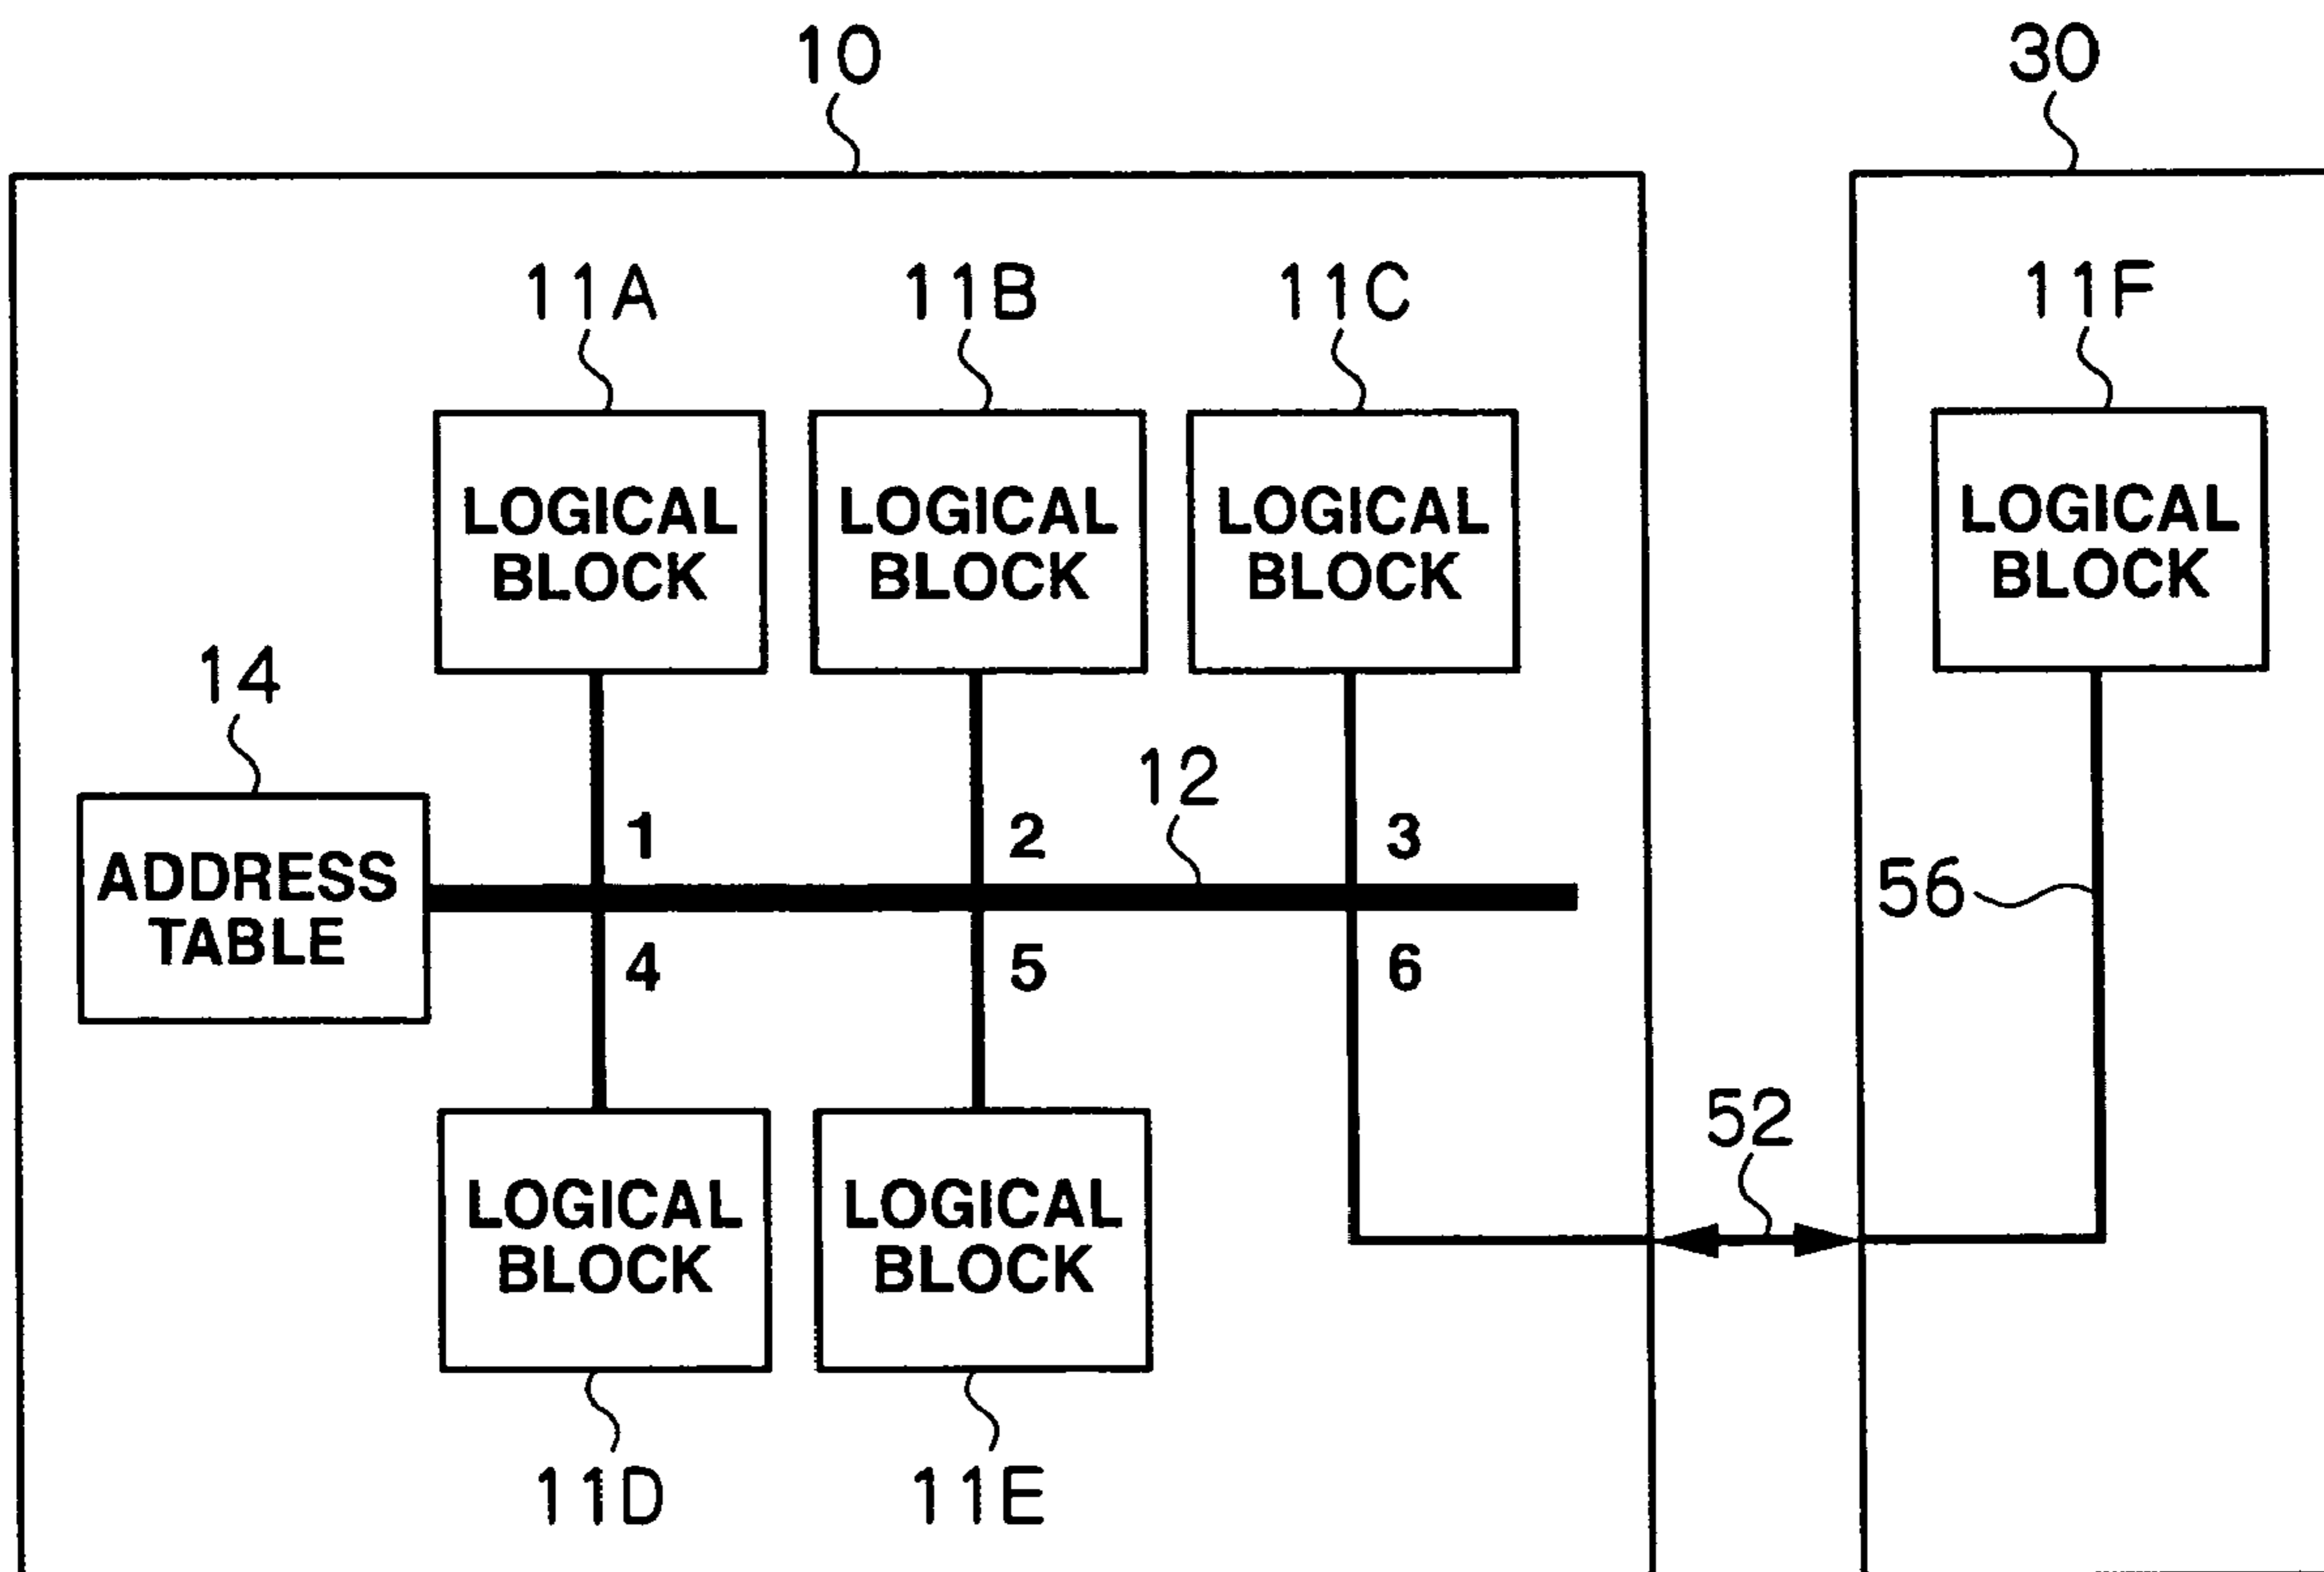 10 30
11A 11B 11C 11F
LOGICAL LOGICAL LOGICAL LOGICAL
BLOCK BLOCK BLOCK BLOCK
14
12
1 2 3
ADDRESS
TABLE
56
4 5 6
52
LOGICAL LOGICAL
BLOCK BLOCK
11D 11E